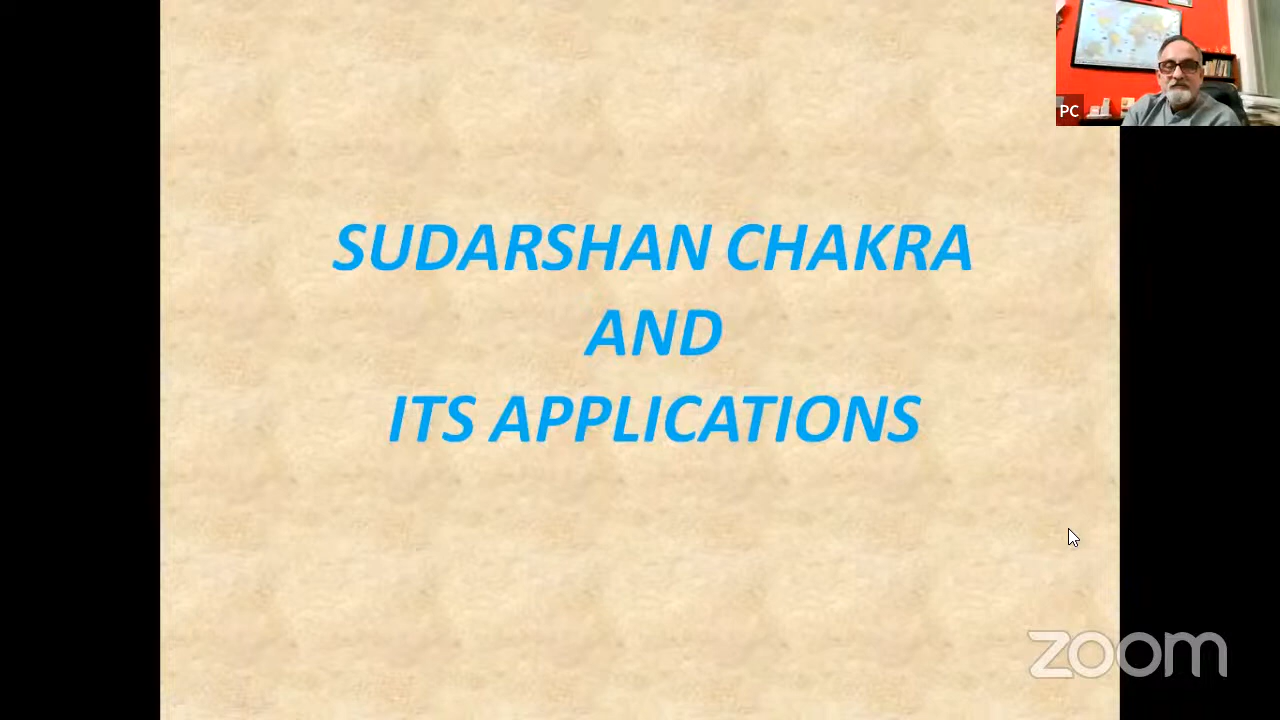 PC
SUDARSHAN CHAKRA
AND
ITS APPLICATIONS
zoom